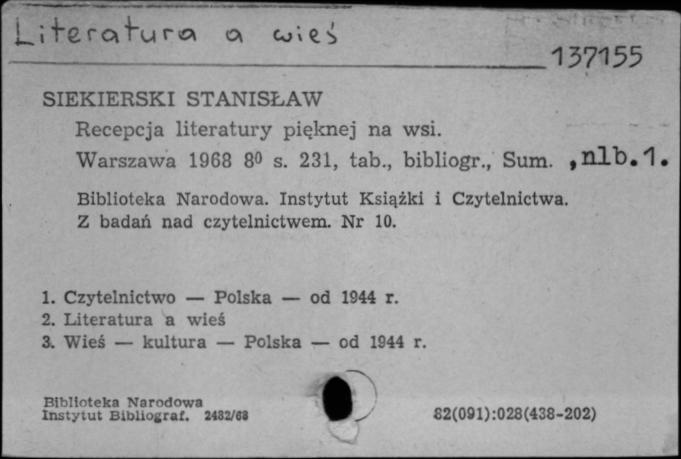 Literatura a wieś
137155
SIEKIERSKI STANISŁAW
Recepcja literatury pięknej na wsi.
Warszawa 1968 8⁰ s. 231, tab., bibliogr., Sum. , nlb. 1.
Biblioteka Narodowa. Instytut Książki i Czytelnictwa.
Z badań nad czytelnictwem. Nr 10.
1. Czytelnictwo — Polska — od 1944 r.
2. Literatura a wieś
3. Wieś — kultura — Polska — od 1944 r.
Biblioteka Narodowa
Instytut Bibliograf. 2482/68
82(091):028(438-202)